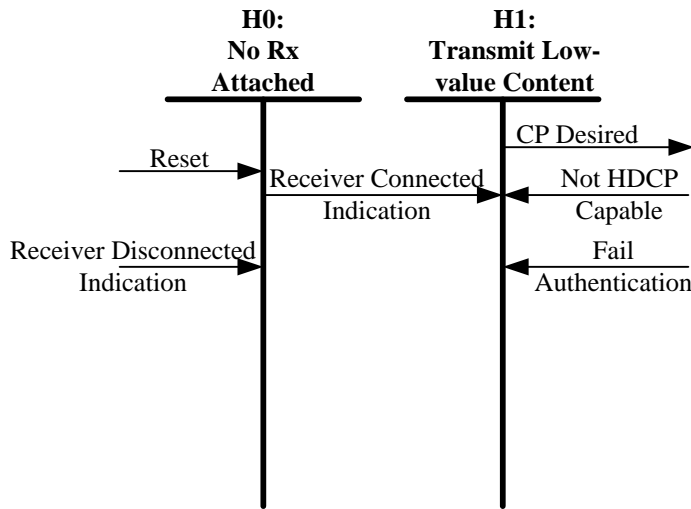 H0:
No Rx
Attached
H1:
Transmit Low-
value Content
CP Desired
Reset
Receiver Connected
Indication
Not HDCP
Capable
Receiver Disconnected
Indication
Fail
Authentication